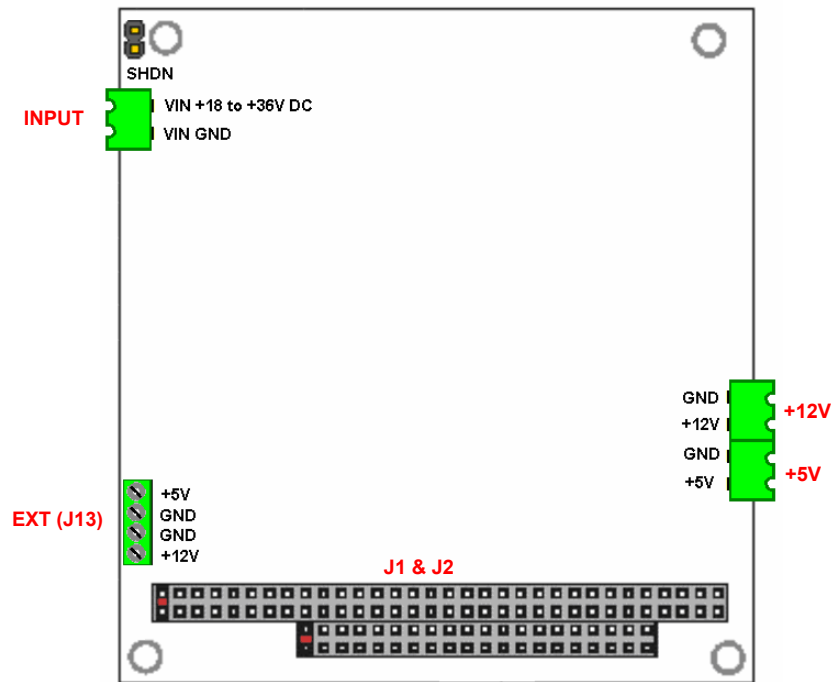 SHDN
INPUT
VIN +18 to +36V DC
VIN GND
GND
+12V
+12V
GND
+5V
+5V
EXT (J13)
+5V
GND
GND
+12V
J1 & J2